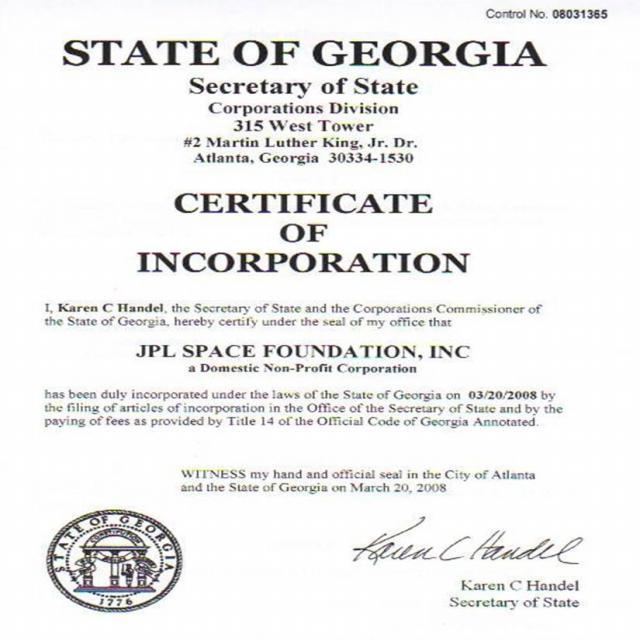 Control No. 08031365
STATE OF GEORGIA
Secretary of State
Corporations Division
315 West Tower
#2 Martin Luther King, Jr. Dr.
Atlanta, Georgia 30334-1530
CERTIFICATE
OF
INCORPORATION
I, Karen C Handel, the Secretary of State and the Corporations Commissioner of
the State of Georgia, hereby certify under the seal of my office that
JPL SPACE FOUNDATION, INC
a Domestic Non-Profit Corporation
has been duly incorporated under the laws of the State of Georgia on 03/20/2008 by
the filing of articles of incorporation in the Office of the Secretary of State and by the
paying of fees as provided by Title 14 of the Official Code of Georgia Annotated.
WITNESS my hand and official seal in the City of Atlanta
and the State of Georgia on March 20, 2008
STATE OF GEORGIA
CONSTITUTION
1776
Karen C Handel
Karen C Handel
Secretary of State